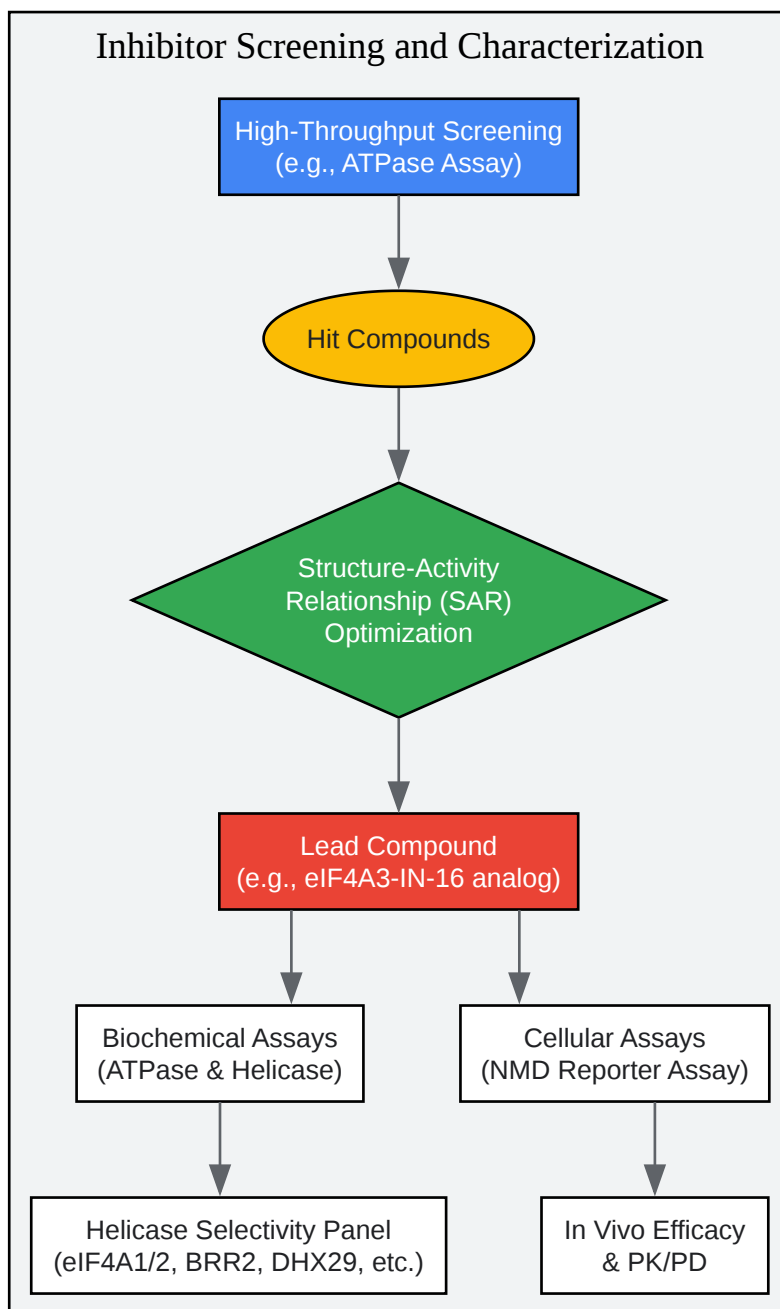 Inhibitor Screening and Characterization
High-Throughput Screening
(e.g., ATPase Assay)
Hit Compounds
Structure-Activity
Relationship (SAR)
Optimization
Lead Compound
(e.g., eIF4A3-IN-16 analog)
Biochemical Assays
(ATPase & Helicase)
Cellular Assays
(NMD Reporter Assay)
Helicase Selectivity Panel
(eIF4A1/2, BRR2, DHX29, etc.)
In Vivo Efficacy
& PK/PD